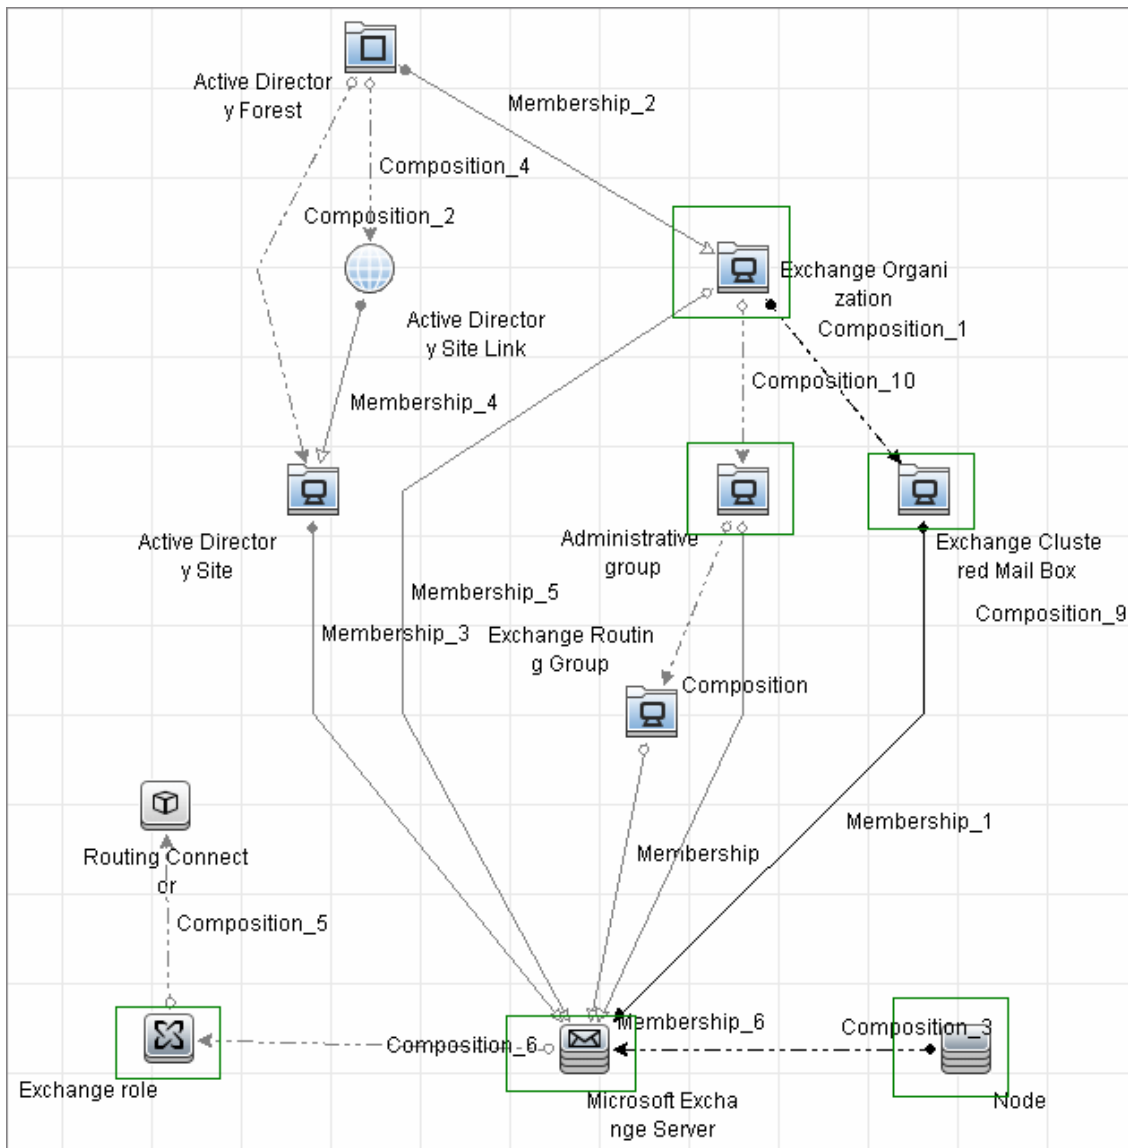 Active Director
y Forest
Membership_2
Composition_4
Composition_2
Exchange Organi
zation
Active Director
y Site Link
Composition_1
Composition_10
Membership_4
Active Director
y Site
Administrative
group
Exchange Cluste
red Mail Box
Membership_5
Composition_9
Membership_3
Exchange Routin
g Group
Composition
Membership_1
Routing Connect
or
Membership
Composition_5
Membership_6
Composition_3
Composition_6
Exchange role
Microsoft Excha
nge Server
Node